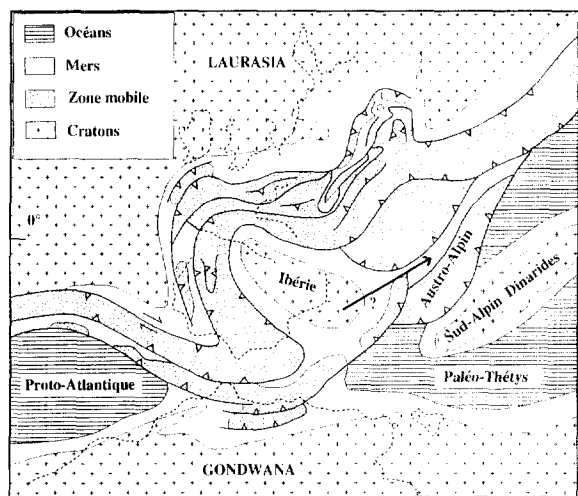 Océans
Mers
Zone mobile
Cratons
LAURASIA
0°
Ibérie
?
Austro-Alpin
Sud-Alpin Dinarides
Proto-Atlantique
Paléo-Thétys
GONDWANA